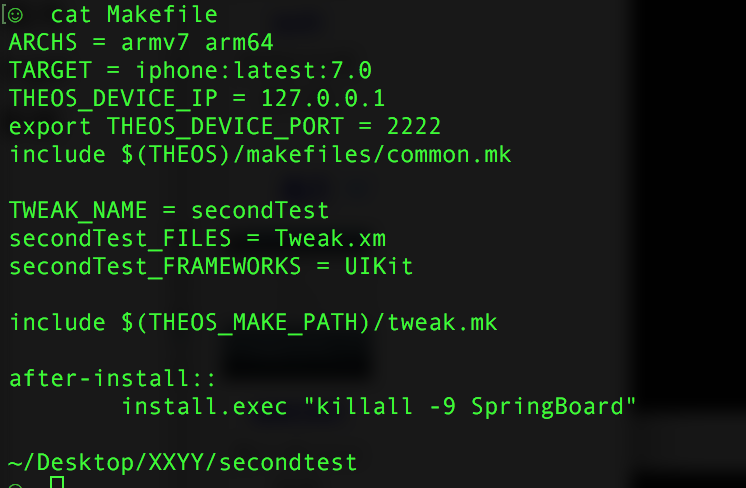 [☺  cat Makefile
ARCHS = armv7 arm64
TARGET = iphone:latest:7.0
THEOS_DEVICE_IP = 127.0.0.1
export THEOS_DEVICE_PORT = 2222
include $(THEOS)/makefiles/common.mk

TWEAK_NAME = secondTest
secondTest_FILES = Tweak.xm
secondTest_FRAMEWORKS = UIKit

include $(THEOS_MAKE_PATH)/tweak.mk

after-install::
        install.exec "killall -9 SpringBoard"

~/Desktop/XXYY/secondtest
☺